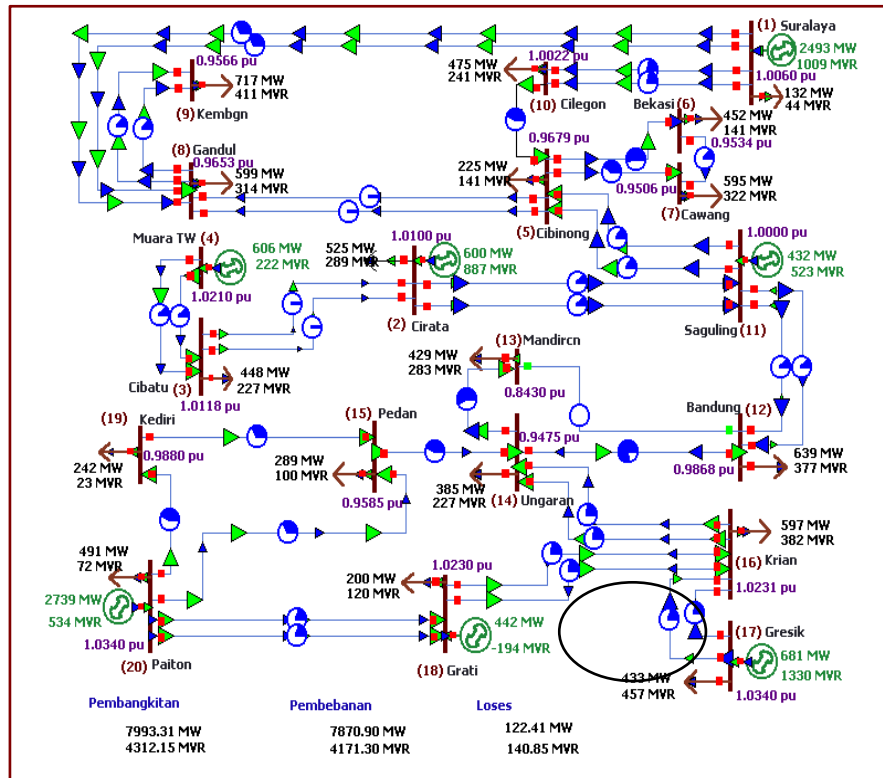 (1) Suralaya
2493 MW
1009 MVR
1.0060 pu
132 MW
44 MVR
0.9566 pu
717 MW
411 MVR
(9) Kembgn
475 MW
241 MVR
1.0022 pu
(10) Cilegon
Bekasi (6)
452 MW
141 MVR
0.9534 pu
(8)
Gandul
0.9653 pu
599 MW
314 MVR
0.9679 pu
225 MW
141 MVR
(5) Cibinong
0.9506 pu
595 MW
322 MVR
(7) Cawang
Muara TW (4)
606 MW
222 MVR
1.0210 pu
525 MW
289 MVR
1.0100 pu
600 MW
887 MVR
(2) Cirata
1.0000 pu
432 MW
523 MVR
Saguling (11)
Cibatu (3)
448 MW
227 MVR
1.0118 pu
(13) Mandircn
429 MW
283 MVR
0.8430 pu
Bandung (12)
639 MW
377 MVR
0.9868 pu
(19)
Kediri
0.9880 pu
242 MW
23 MVR
(15) Pedan
289 MW
100 MVR
0.9585 pu
0.9475 pu
385 MW
227 MVR
(14) Ungaran
597 MW
382 MVR
(16)
Krian
1.0231 pu
491 MW
72 MVR
2739 MW
534 MVR
1.0340 pu
(20) Paiton
1.0230 pu
200 MW
120 MVR
442 MW
-194 MVR
(18) Grati
(17) Gresik
681 MW
1330 MVR
433 MW
457 MVR
1.0340 pu
Pembangkitan Pembebanan Loses
7993.31 MW 7870.90 MW 122.41 MW
4312.15 MVR 4171.30 MVR 140.85 MVR